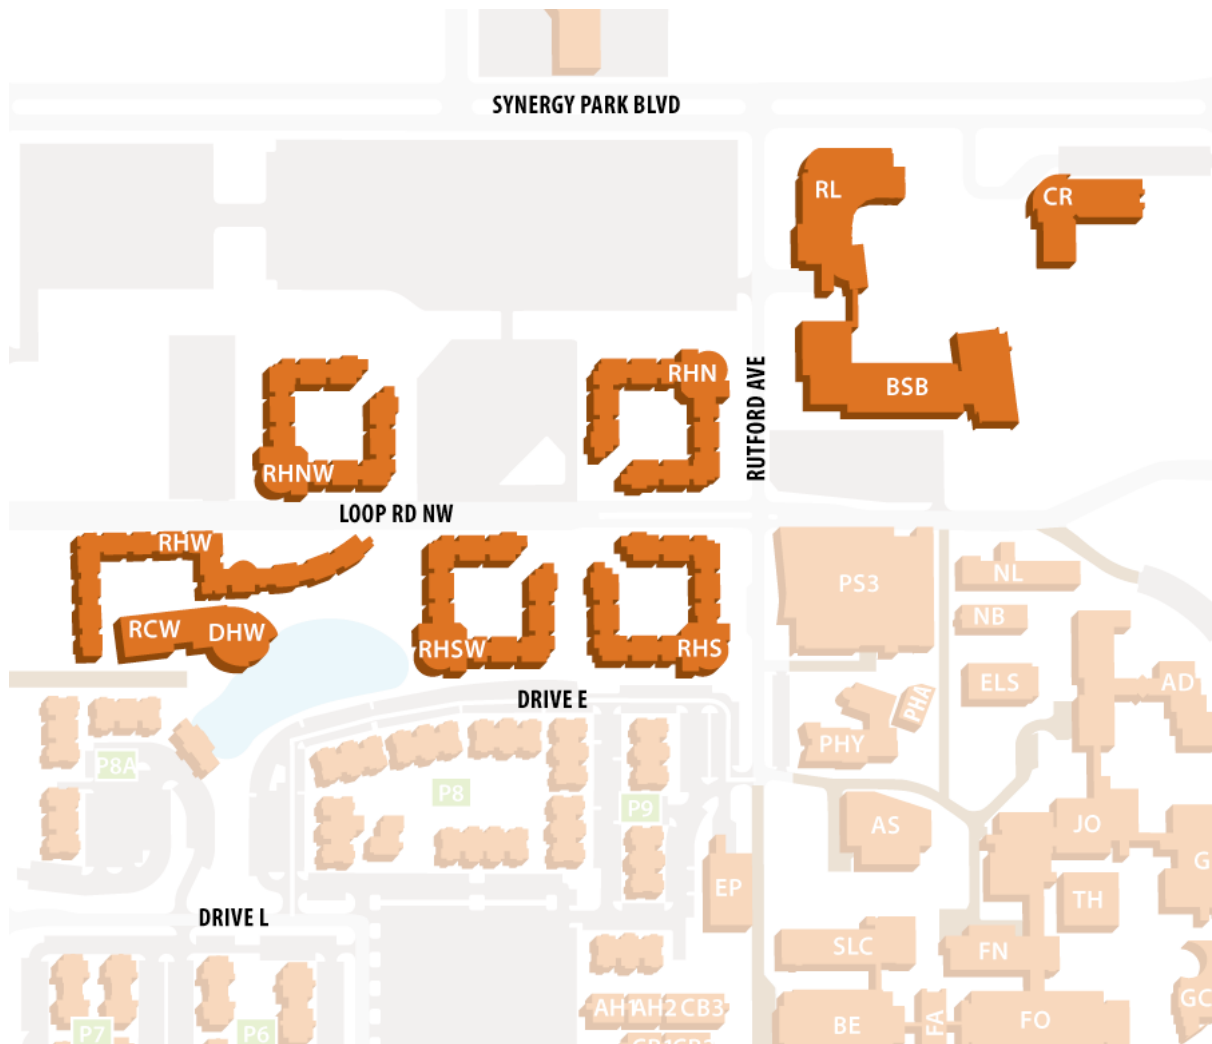 SYNERGY PARK BLVD
RL
CR
RHN
BSB
RUTFORD AVE
RHNW
LOOP RD NW
RHW
PS3
NL
NB
RCW
DHW
RHSW
RHS
ELS
AD
DRIVE E
PHA
PHY
P8A
P8
P9
AS
JO
G
EP
TH
DRIVE L
SLC
FN
GC
AH1
AH2
CB3
BE
FA
FO
P7
P6